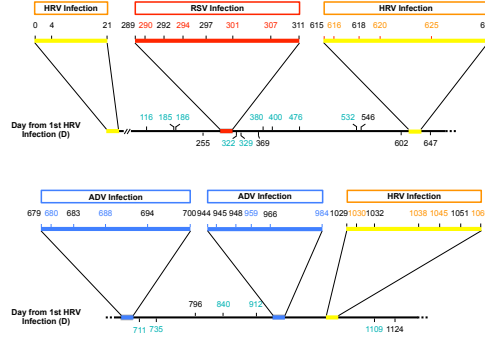 HRV Infection RSV Infection HRV Infection
0 4 21 289 290 292 294 297 301 307 311 615 616 618 620 625
116 185 186 380 400 476 532 546
Day from 1st HRV
Infection (D)
255 322 329 369 602 647
ADV Infection ADV Infection HRV Infection
679 680 683 688 694 700 944 945 948 959 966 984 1029 1030 1032 1038 1045 1051
796 840 912
Day from 1st HRV
Infection (D)
711 735 1109 1124